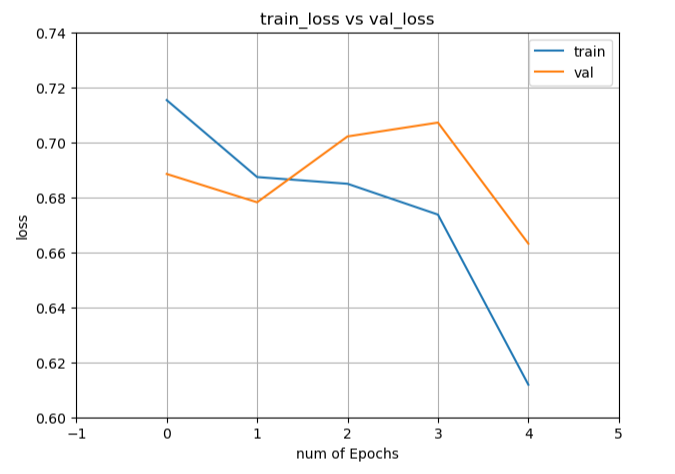 train_loss vs val_loss
0.74
0.72
0.70
0.68
0.66
0.64
0.62
0.60
loss
train
val
−1 0 1 2 3 4 5
num of Epochs